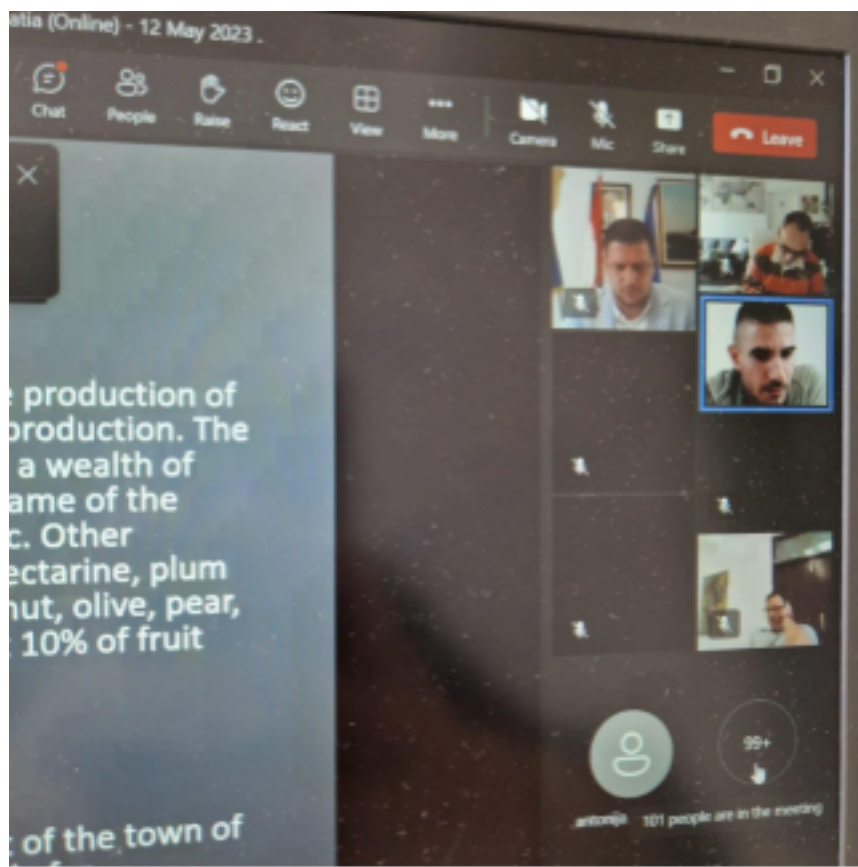 atia (Online) - 12 May 2023 .
Chat People Raise React View More Camera Mic Share Leave
production of
production. The
a wealth of
ame of the
c. Other
ectarine, plum
nut, olive, pear,
10% of fruit
of the town of
99+
antonija 101 people are in the meeting